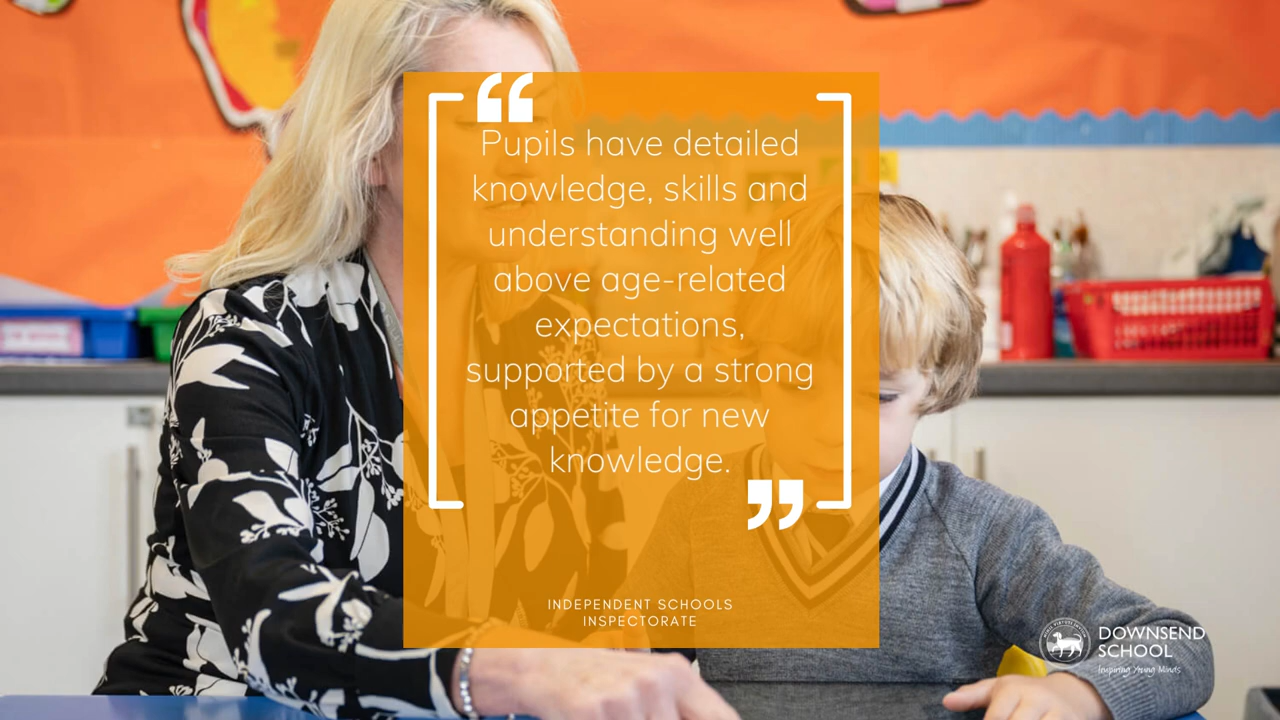 “
Pupils have detailed
knowledge, skills and
understanding well
above age-related
expectations,
supported by a strong
appetite for new
knowledge.
”
INDEPENDENT SCHOOLS
INSPECTORATE
DOWNSEND
SCHOOL
Inspiring Young Minds